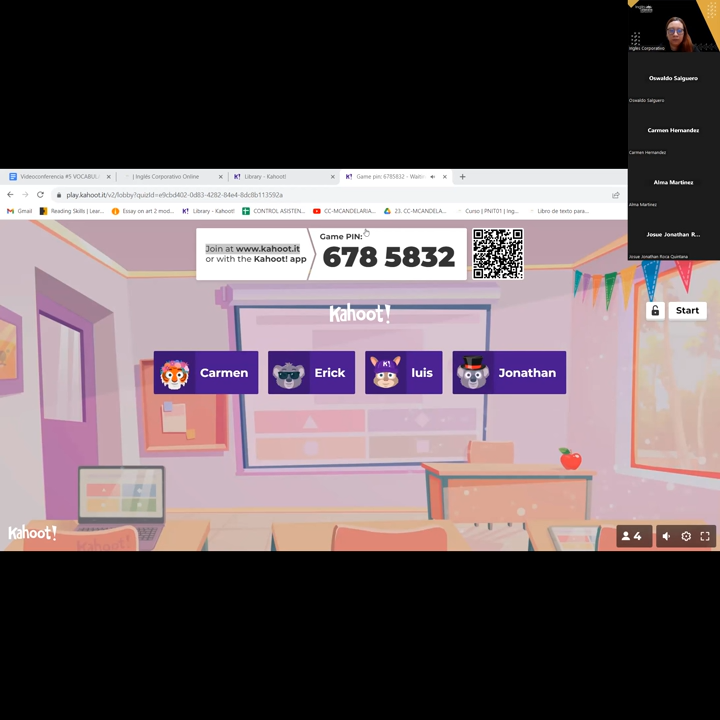 Inglés Corporativo
Oswaldo Salguero
Oswaldo Salguero
Carmen Hernandez
Carmen Hernandez
Alma Martinez
Alma Martinez
Josue Jonathan R...
Josue Jonathan Roca Quintana
Videoconferencia #5 VOCABUL
| Inglés Corporativo Online
Library - Kahoot!
Game pin: 6785832 - Waitin
play.kahoot.it/v2/lobby?quizId=e9cbd402-0d83-4282-84e4-8dc8b113592a
Gmail
Reading Skills | Lear...
Essay on art 2 mod...
Library - Kahoot!
CONTROL ASISTEN...
CC-MCANDELARIA...
23. CC-MCANDELA...
Curso | PNIT01 | Ing...
Libro de texto para...
Join at www.kahoot.it
or with the Kahoot! app
Game PIN:
678 5832
Kahoot!
Start
Carmen
Erick
K!
luis
Jonathan
Kahoot!
Kahoot!
4